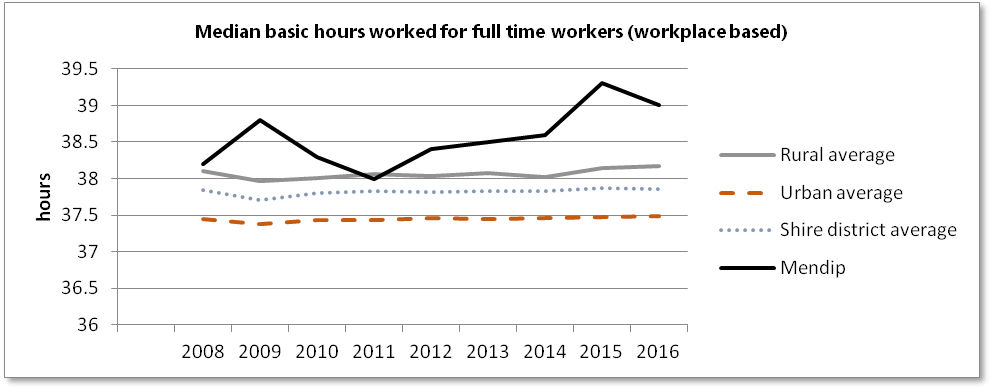 Median basic hours worked for full time workers (workplace based)
39.5
39
38.5
38
37.5
37
36.5
36
hours
2008 2009 2010 2011 2012 2013 2014 2015 2016
Rural average
Urban average
Shire district average
Mendip